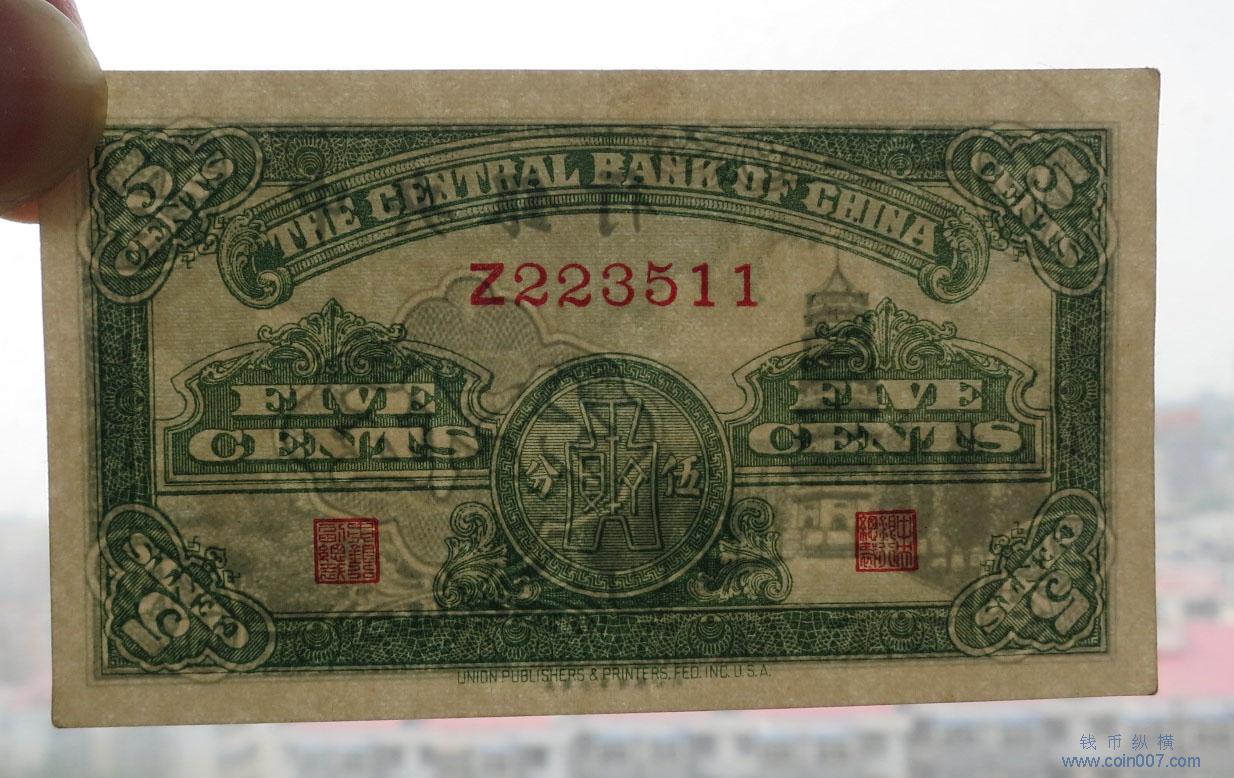 5
CENTS
THE CENTRAL BANK OF CHINA
5
CENTS
Z223511
FIVE
CENTS
FIVE
CENTS
分
伍
5
CENTS
5
CENTS
UNION PUBLISHERS & PRINTERS, FED. INC. U.S.A.
钱币纵横
www.coin007.com